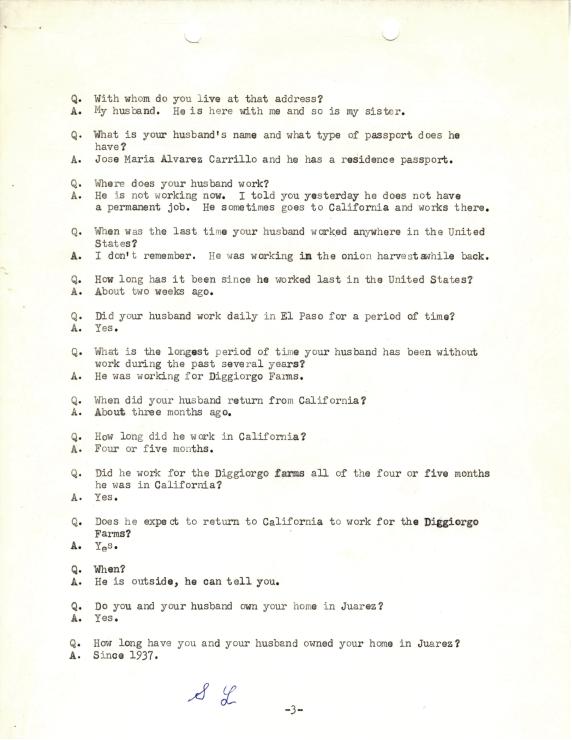 Q. With whom do you live at that address?
A. My husband. He is here with me and so is my sister.
Q. What is your husband's name and what type of passport does he
have?
A. Jose Maria Alvarez Carrillo and he has a residence passport.
Q. Where does your husband work?
A. He is not working now. I told you yesterday he does not have
a permanent job. He sometimes goes to California and works there.
Q. When was the last time your husband worked anywhere in the United
States?
A. I don't remember. He was working in the onion harvestawhile back.
Q. How long has it been since he worked last in the United States?
A. About two weeks ago.
Q. Did your husband work daily in El Paso for a period of time?
A. Yes.
Q. What is the longest period of time your husband has been without
work during the past several years?
A. He was working for Diggiorgo Farms.
Q. When did your husband return from California?
A. About three months ago.
Q. How long did he work in California?
A. Four or five months.
Q. Did he work for the Diggiorgo farms all of the four or five months
he was in California?
A. Yes.
Q. Does he expect to return to California to work for the Diggiorgo
Farms?
A. Yes.
Q. When?
A. He is outside, he can tell you.
Q. Do you and your husband own your home in Juarez?
A. Yes.
Q. How long have you and your husband owned your home in Juarez?
A. Since 1937.
S L
-3-